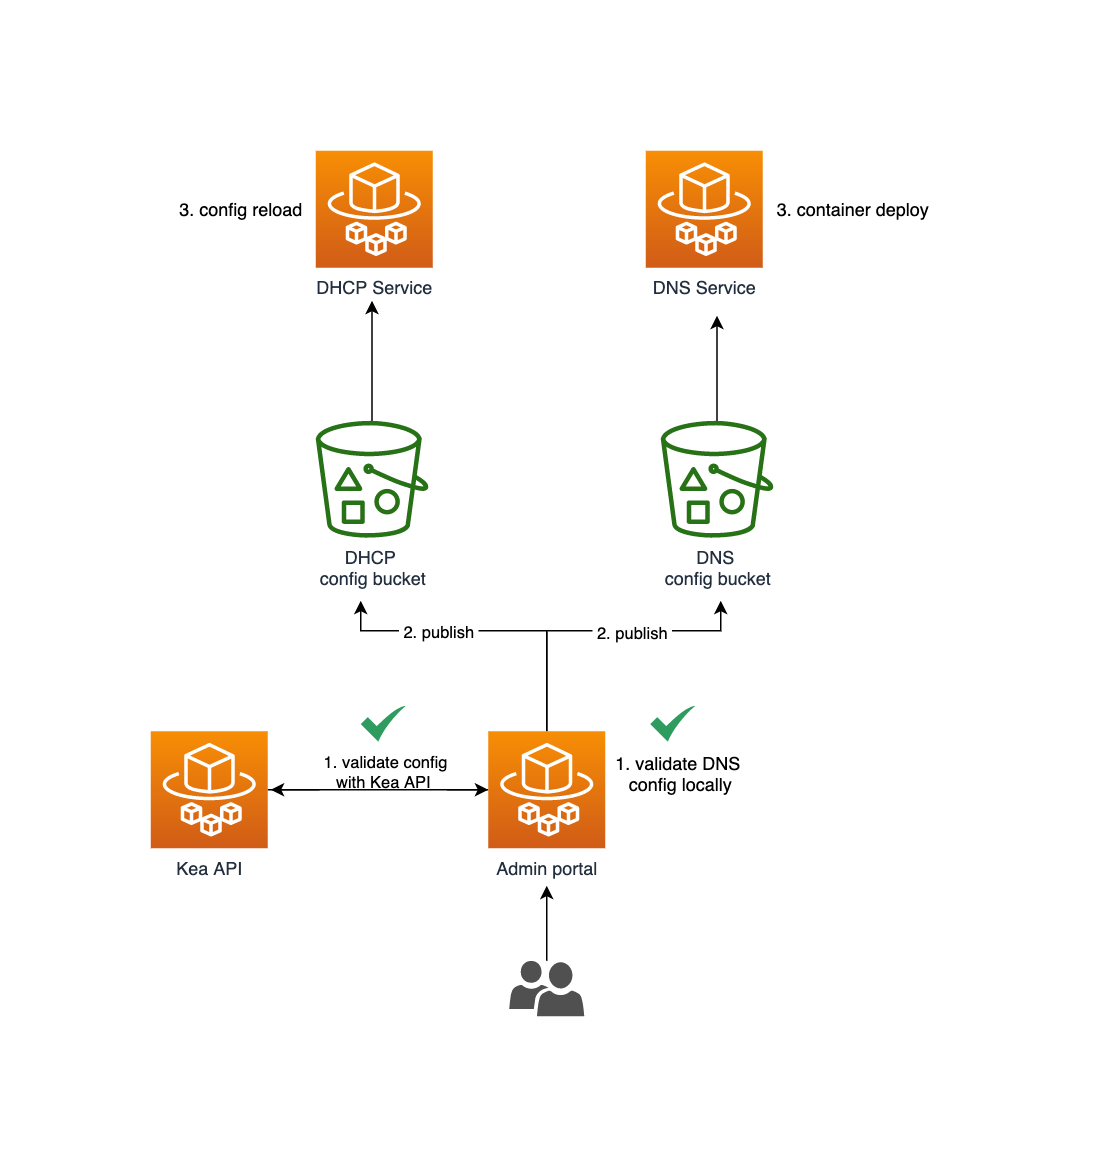 3. config reload
3. container deploy
DHCP Service
DNS Service
DHCP
config bucket
DNS
config bucket
2. publish
2. publish
1. validate config
with Kea API
1. validate DNS
config locally
Kea API
Admin portal